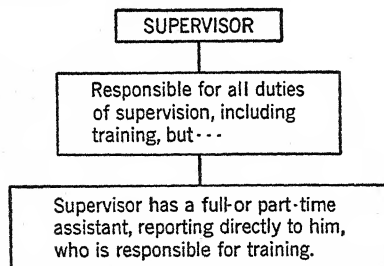 SUPERVISOR
Responsible for all duties
of supervision, including
training, but---
Supervisor has a full-or part-time
assistant, reporting directly to him,
who is responsible for training.